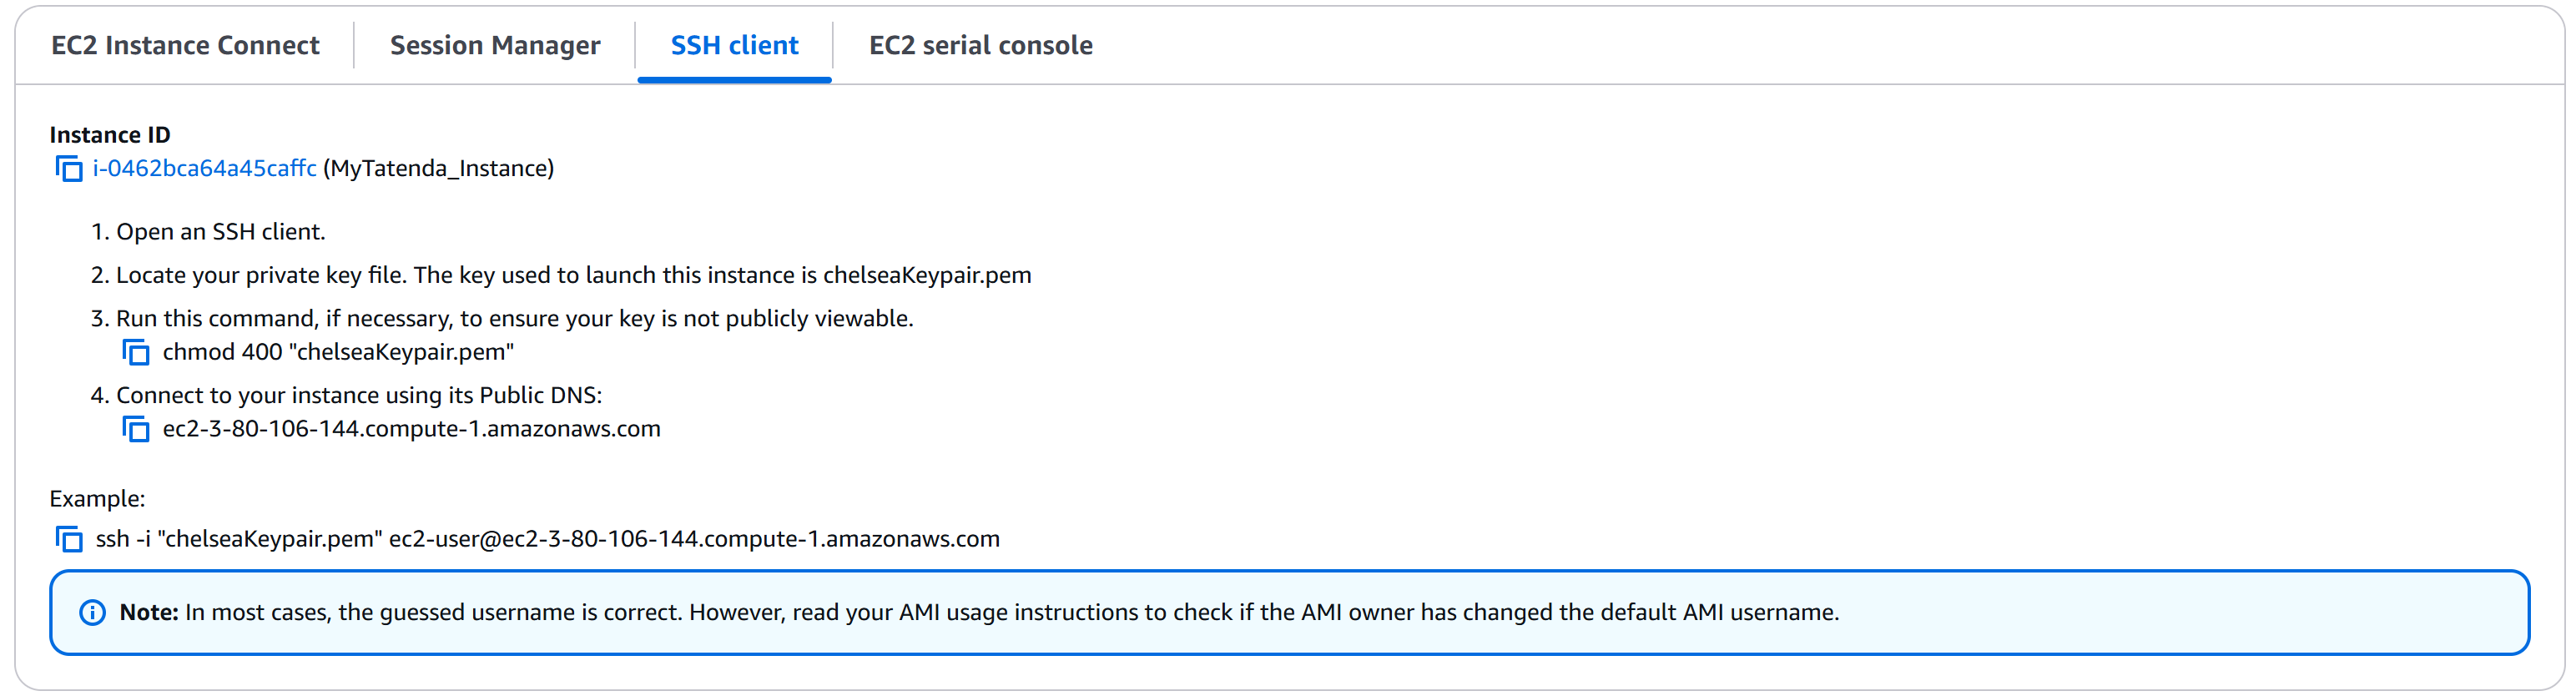 EC2 Instance Connect
Session Manager
SSH client
EC2 serial console
Instance ID
i-0462bca64a45caffc (MyTatenda_Instance)
1. Open an SSH client.
2. Locate your private key file. The key used to launch this instance is chelseaKeypair.pem
3. Run this command, if necessary, to ensure your key is not publicly viewable.
chmod 400 "chelseaKeypair.pem"
4. Connect to your instance using its Public DNS:
ec2-3-80-106-144.compute-1.amazonaws.com
Example:
ssh -i "chelseaKeypair.pem" ec2-user@ec2-3-80-106-144.compute-1.amazonaws.com
Note: In most cases, the guessed username is correct. However, read your AMI usage instructions to check if the AMI owner has changed the default AMI username.